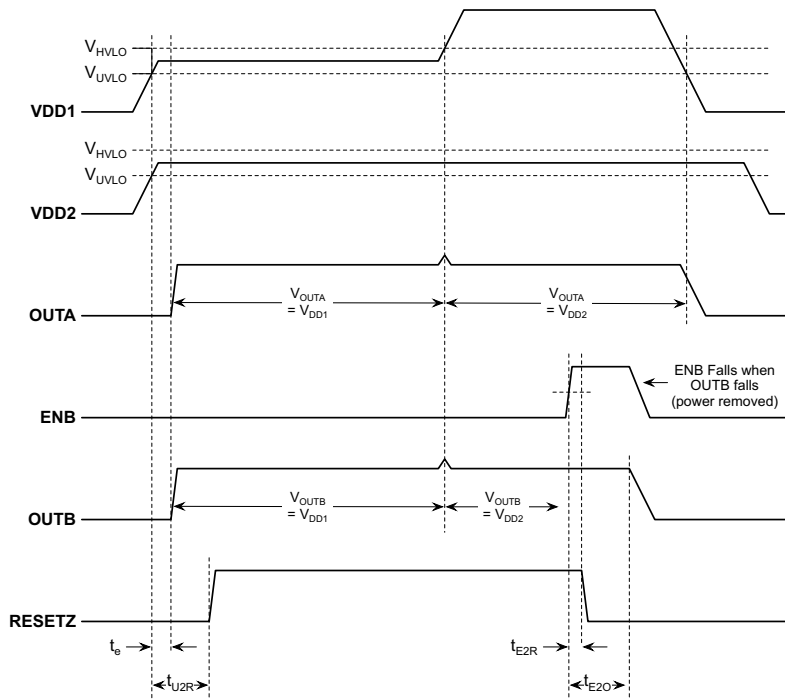 VHVLO
VUVLO
VDD1
VHVLO
VUVLO
VDD2
VOUTA
= VDD1
VOUTA
= VDD2
OUTA
ENB Falls when
OUTB falls
(power removed)
ENB
VOUTB
= VDD1
VOUTB
= VDD2
OUTB
RESETZ
te
tE2R
tU2R
tE2O